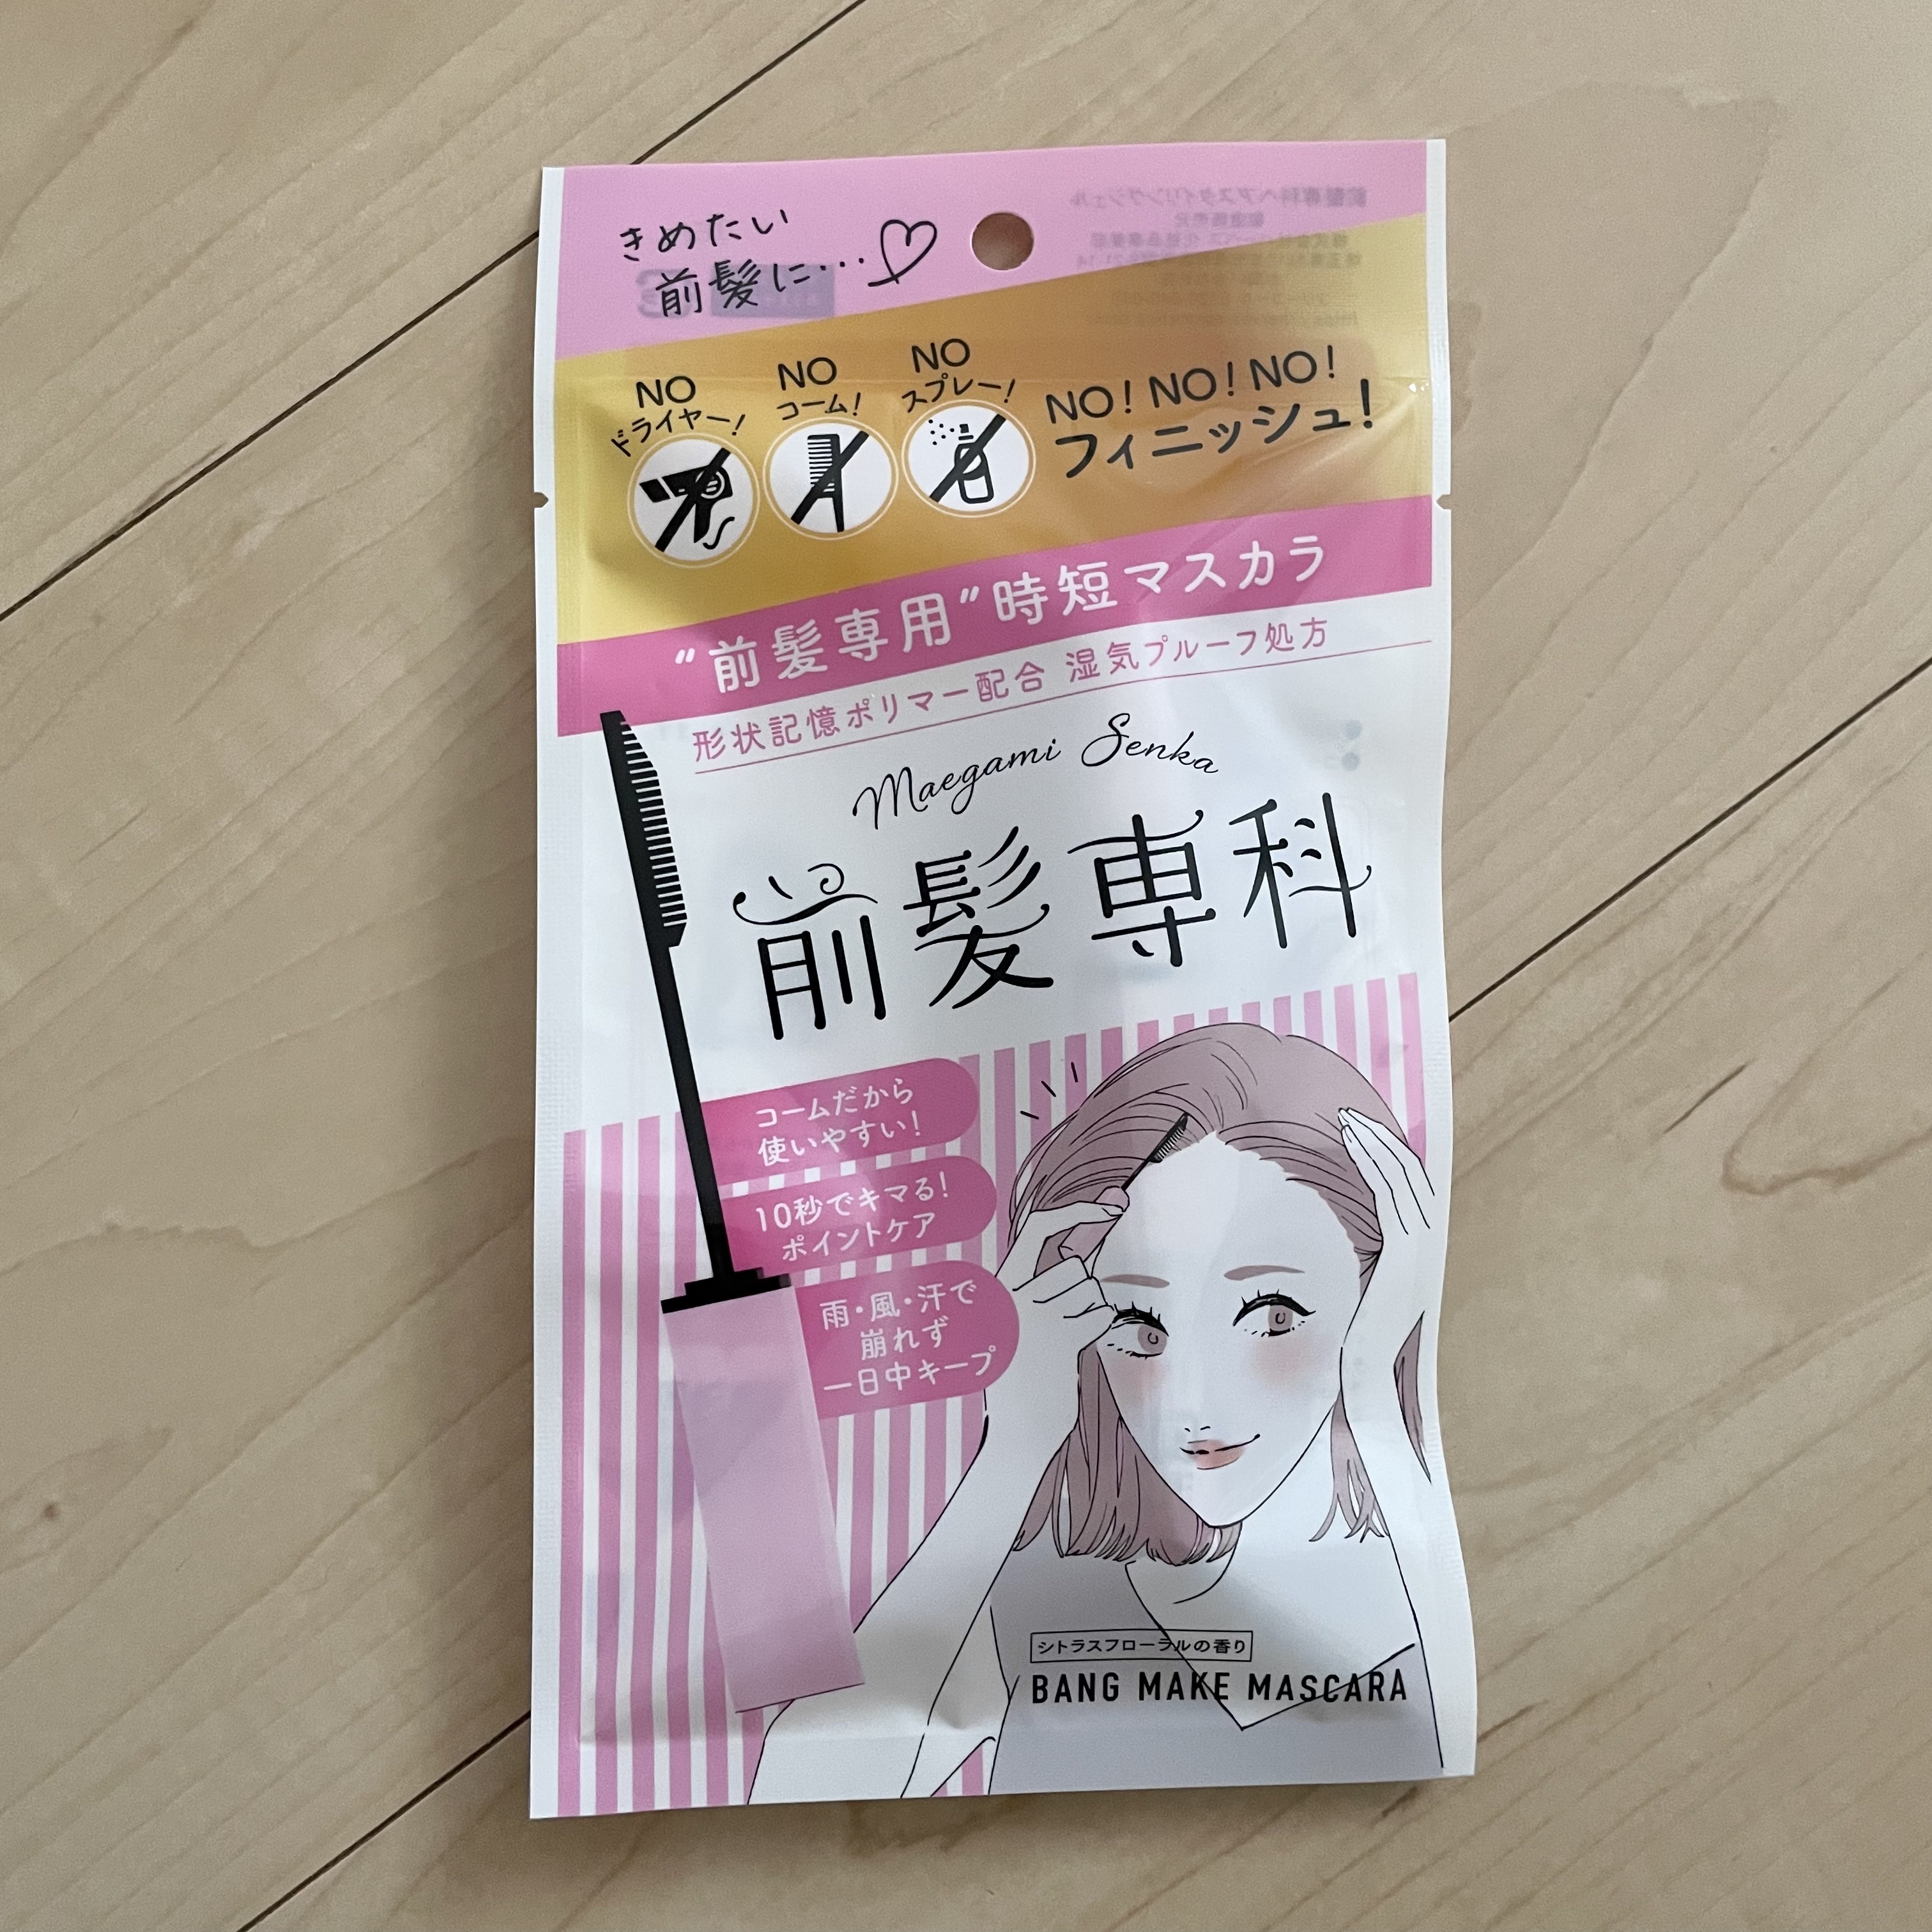 きめたい
前髪に…♡
NO
ドライヤー!
NO
コーム!
NO
スプレー!
NO! NO! NO!
フィニッシュ!
“前髪専用”時短マスカラ
形状記憶ポリマー配合 湿気プルーフ処方
Maegami Senka
前髪専科
コームだから
使いやすい!
10秒でキマる!
ポイントケア
雨・風・汗で
崩れず
一日中キープ
シトラスフローラルの香り
BANG MAKE MASCARA